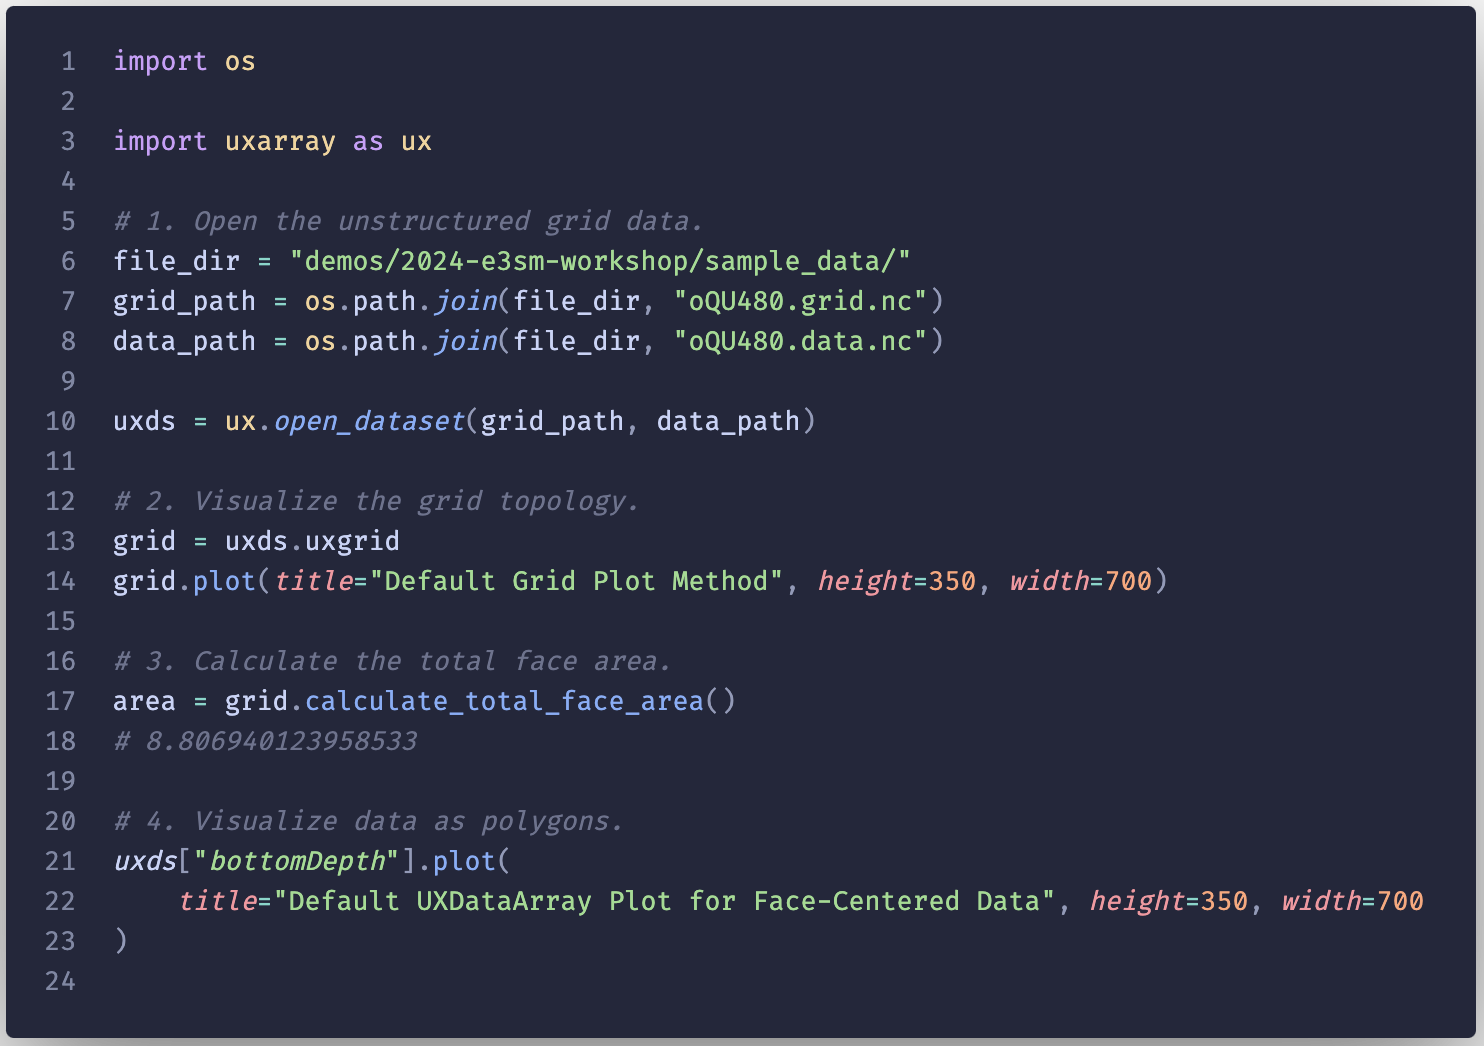 1 import os
2
3 import uxarray as ux
4
5 # 1. Open the unstructured grid data.
6 file_dir = "demos/2024-e3sm-workshop/sample_data/"
7 grid_path = os.path.join(file_dir, "oQU480.grid.nc")
8 data_path = os.path.join(file_dir, "oQU480.data.nc")
9
10 uxds = ux.open_dataset(grid_path, data_path)
11
12 # 2. Visualize the grid topology.
13 grid = uxds.uxgrid
14 grid.plot(title="Default Grid Plot Method", height=350, width=700)
15
16 # 3. Calculate the total face area.
17 area = grid.calculate_total_face_area()
18 # 8.806940123958533
19
20 # 4. Visualize data as polygons.
21 uxds["bottomDepth"].plot(
22     title="Default UXDataArray Plot for Face-Centered Data", height=350, width=700
23 )
24